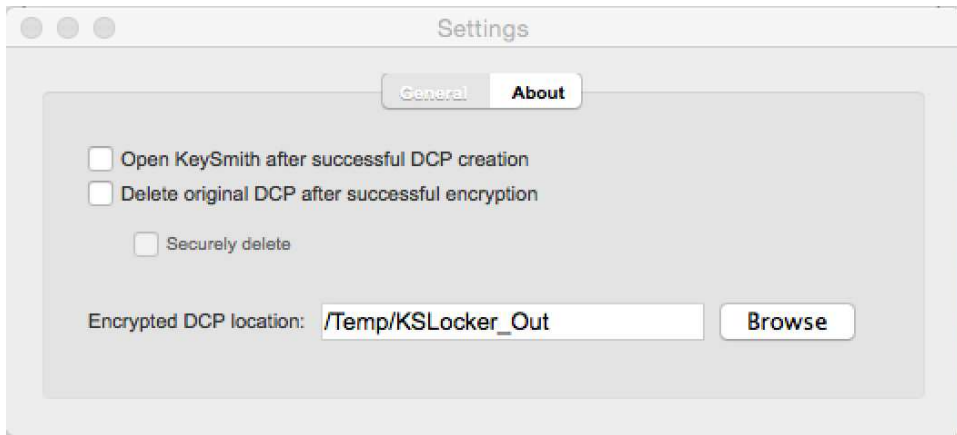 Settings
General About
Open KeySmith after successful DCP creation
Delete original DCP after successful encryption
Securely delete
Encrypted DCP location: /Temp/KSLocker_Out Browse